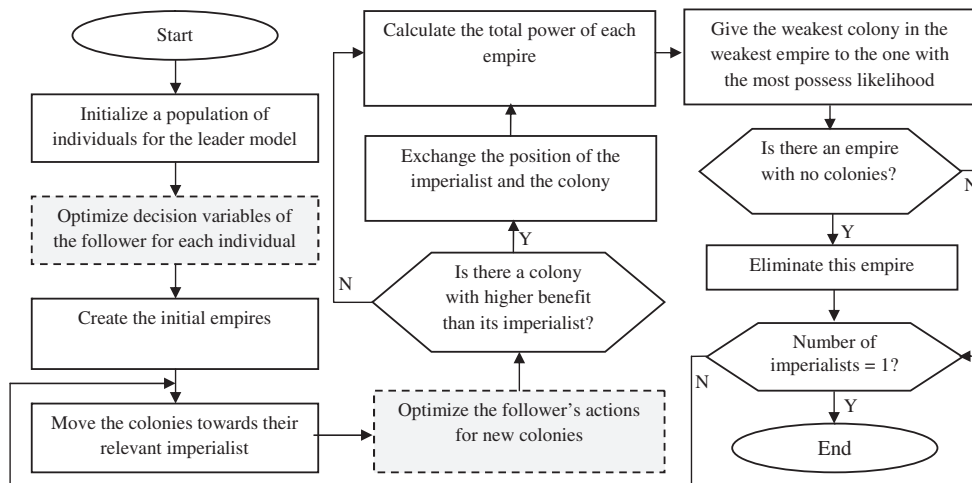 Start
Initialize a population of
individuals for the leader model
Optimize decision variables of
the follower for each individual
Create the initial empires
Move the colonies towards their
relevant imperialist
Optimize the follower’s actions
for new colonies
Is there a colony
with higher benefit
than its imperialist?
N
Y
Exchange the position of the
imperialist and the colony
Calculate the total power of each
empire
Give the weakest colony in the
weakest empire to the one with
the most possess likelihood
Is there an empire
with no colonies?
N
Y
Eliminate this empire
Number of
imperialists = 1?
N
Y
End